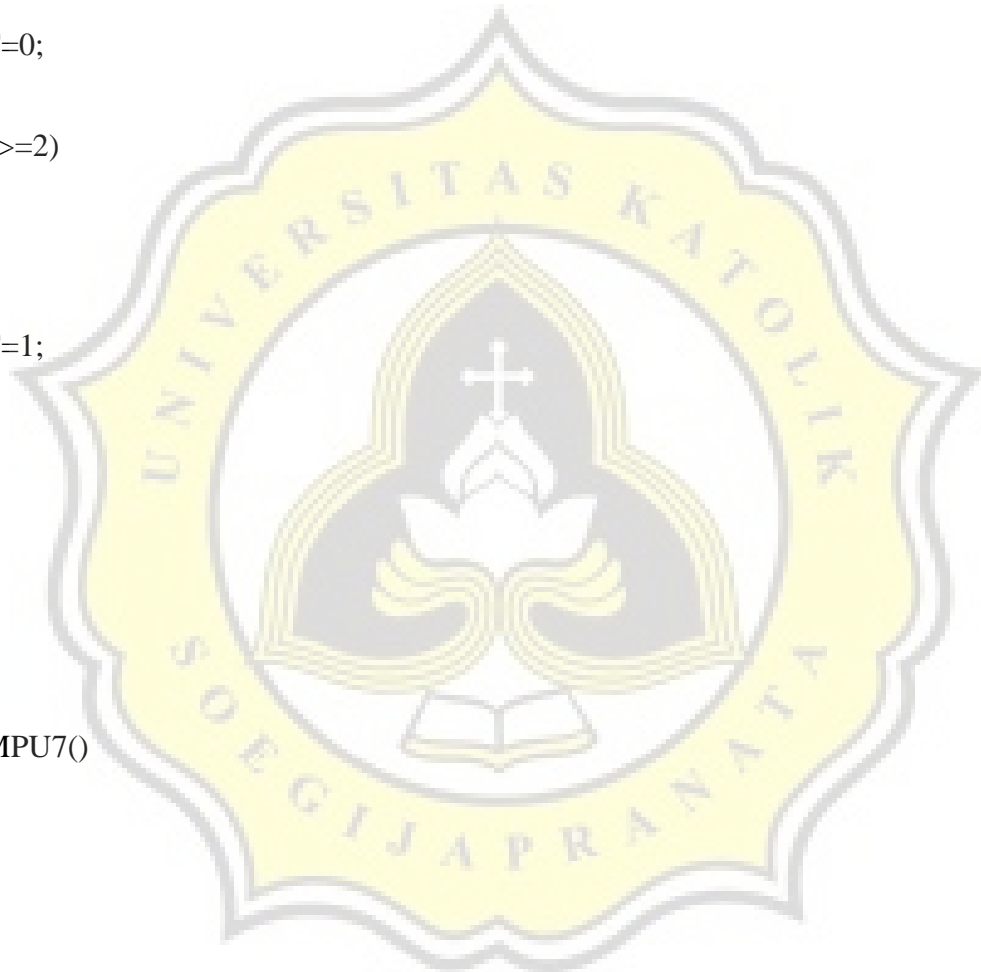 =0;
>=2)
=1;
MPU7()
UNIVERSITAS KATOLIK
SOEGIJAPRANATA